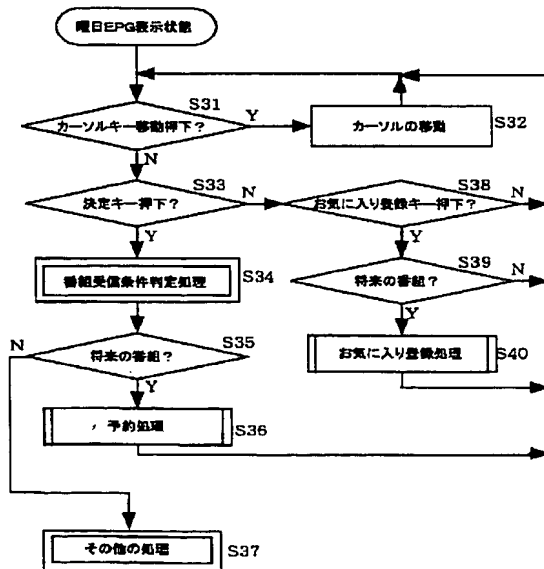 曜日EPG表示状態
S31
カーソルキー移動押下？
Y
カーソルの移動
S32
N
S33
決定キー押下？
N
S38
お気に入り登録キー押下？
N
Y
Y
番組受信条件判定処理
S34
S39
将来の番組？
N
Y
S35
N
将来の番組？
お気に入り登録処理
S40
Y
予約処理
S36
その他の処理
S37